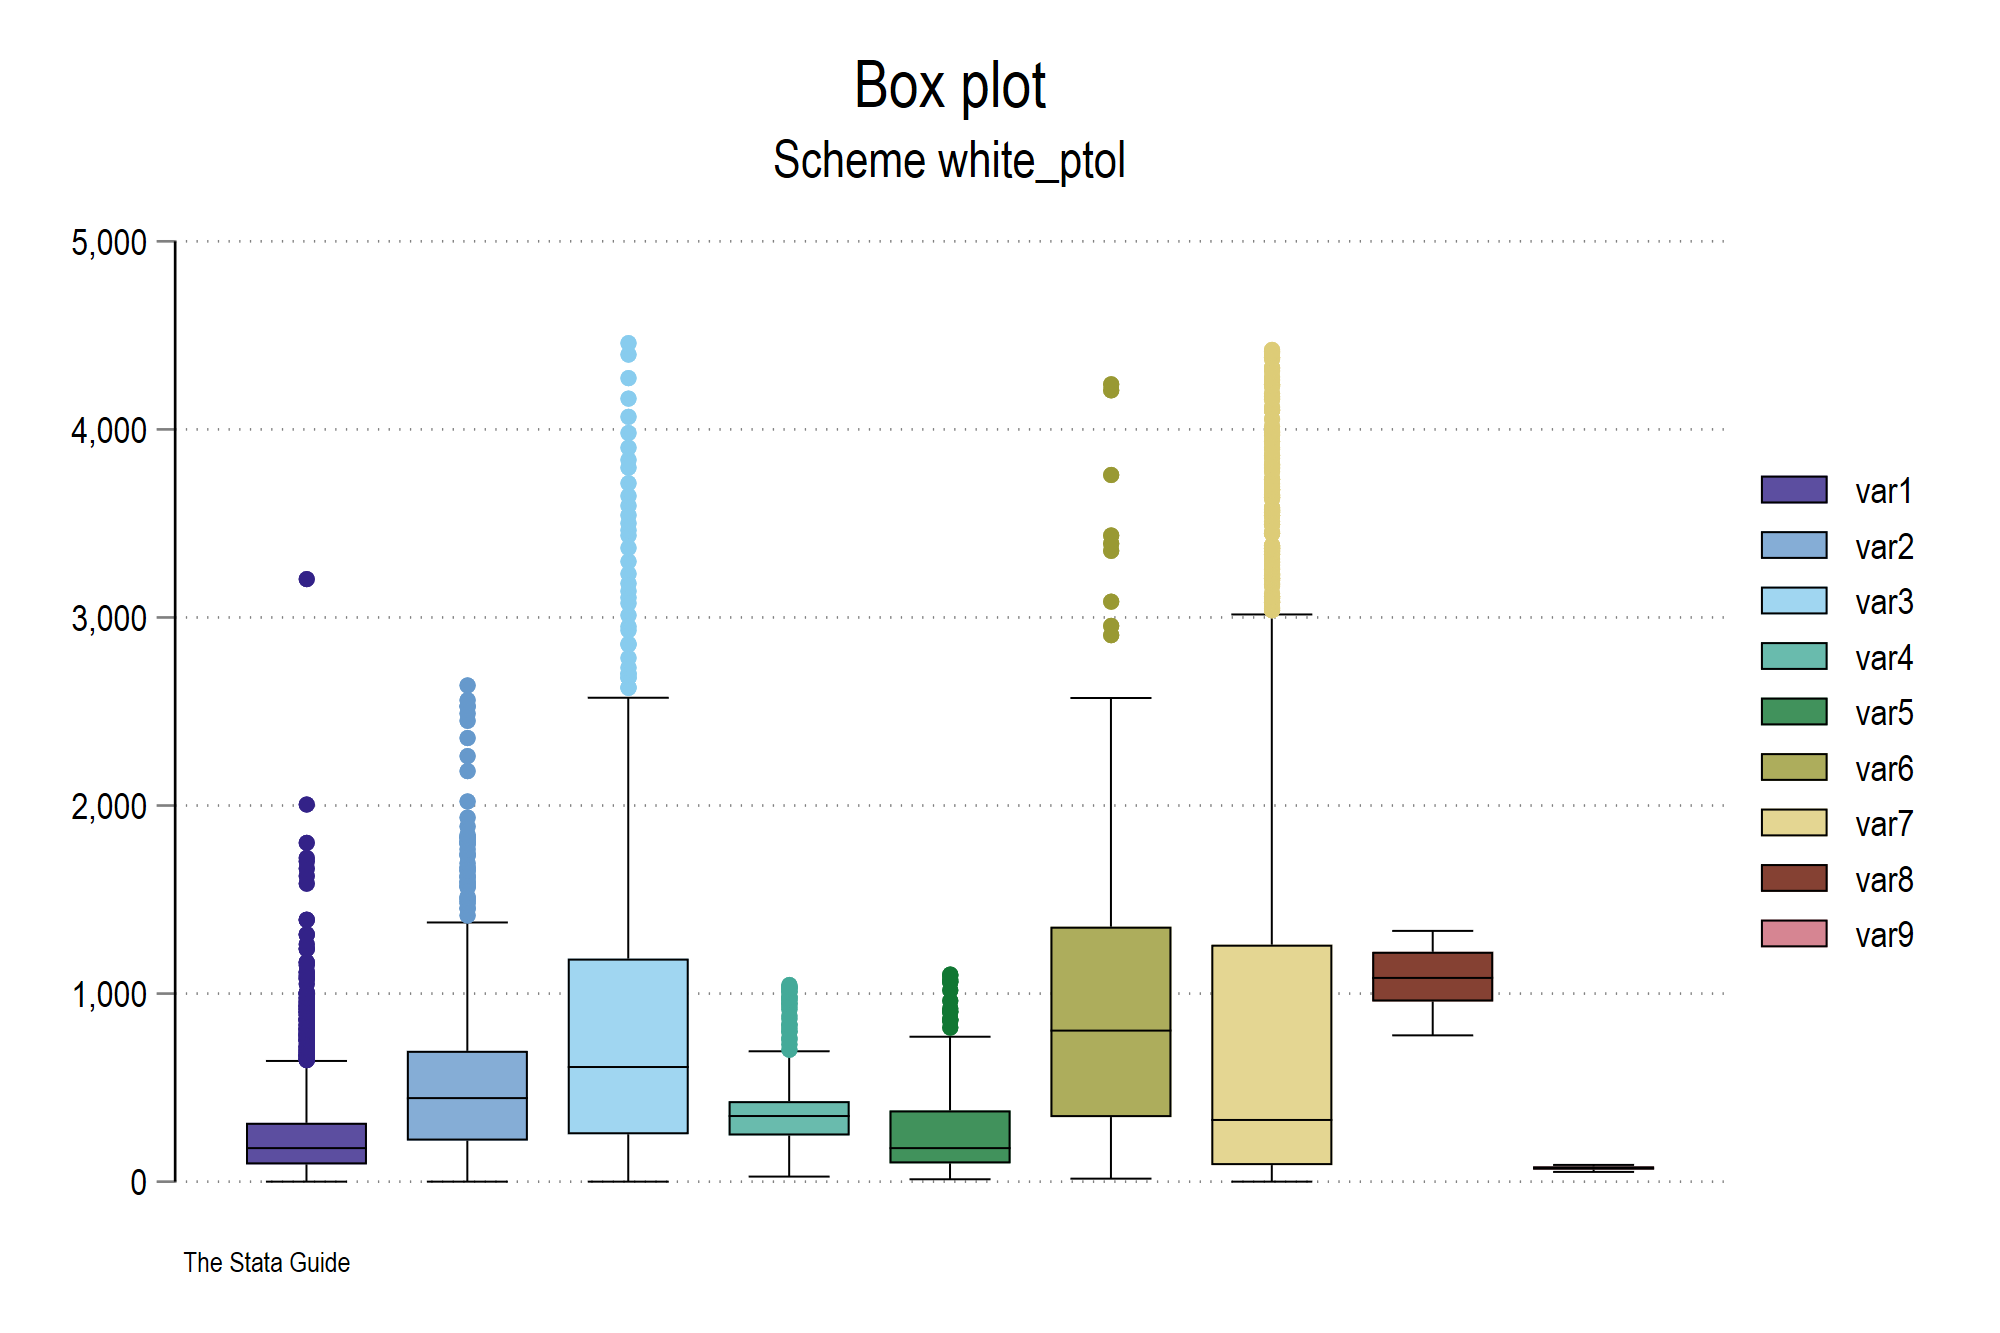 Box plot
Scheme white_ptol
5,000
4,000
3,000
2,000
1,000
0
var1
var2
var3
var4
var5
var6
var7
var8
var9
The Stata Guide